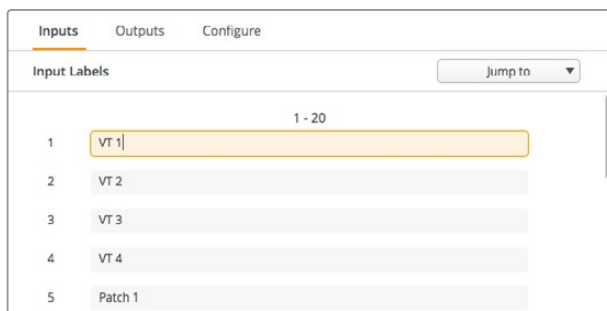 Inputs Outputs Configure
Input Labels Jump to
1 - 20
1 VT 1
2 VT 2
3 VT 3
4 VT 4
5 Patch 1